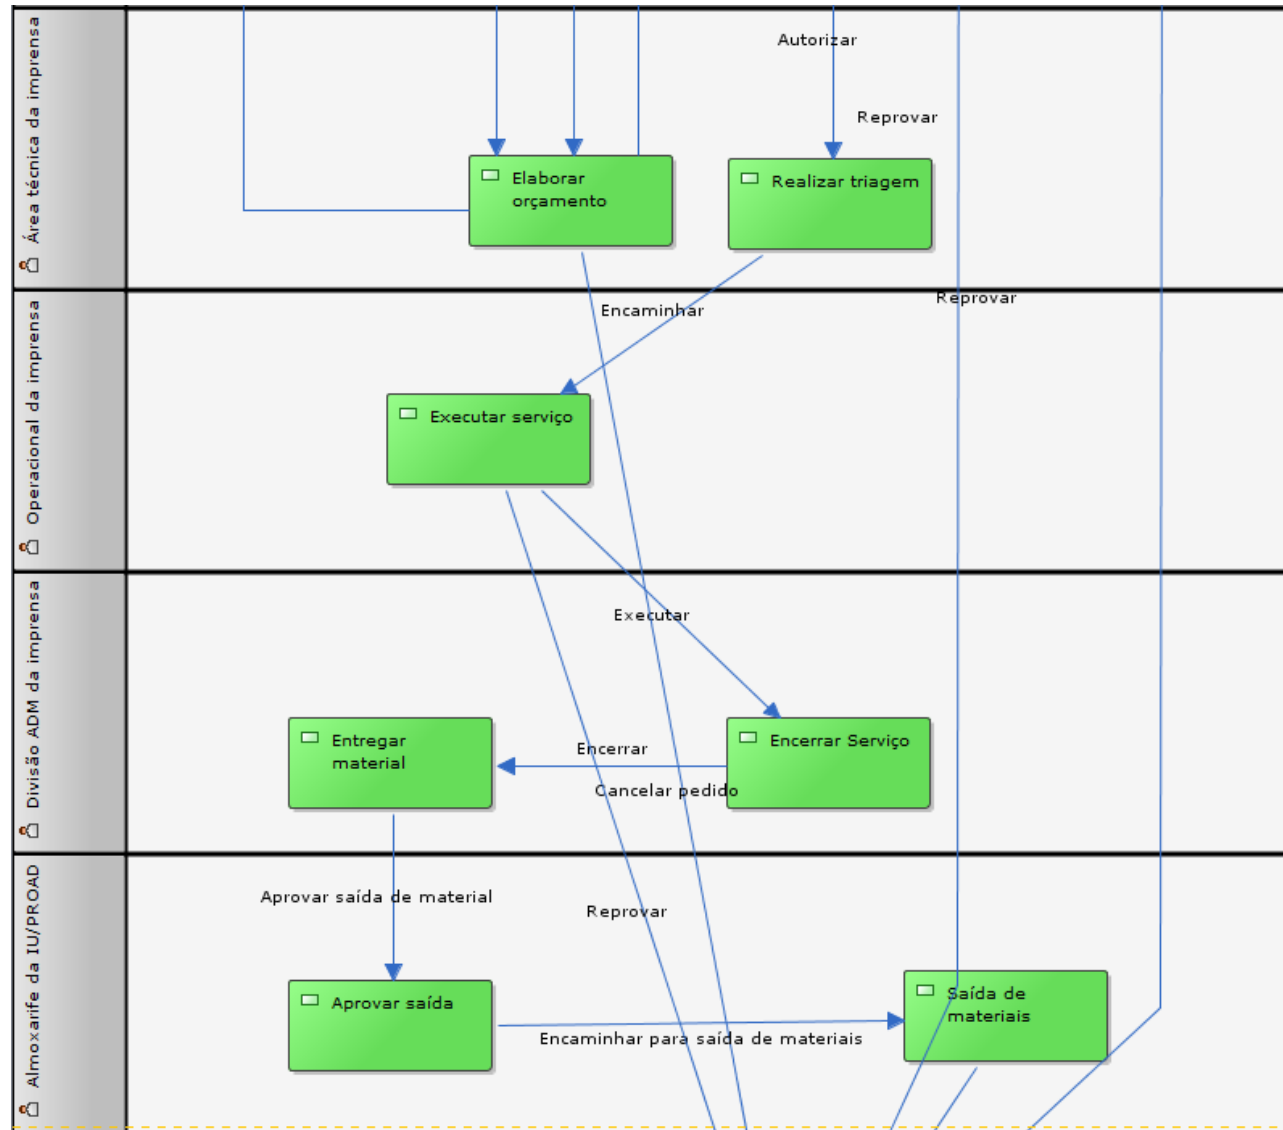 Área técnica da imprensa
Autorizar
Reprovar
Elaborar
orçamento
Realizar triagem
Operacional da imprensa
Reprovar
Encaminhar
Executar serviço
Divisão ADM da imprensa
Executar
Entregar
material
Encerrar
Encerrar Serviço
Cancelar pedido
Almoxarife da IU/PROAD
Aprovar saída de material
Reprovar
Aprovar saída
Saída de
materiais
Encaminhar para saída de materiais